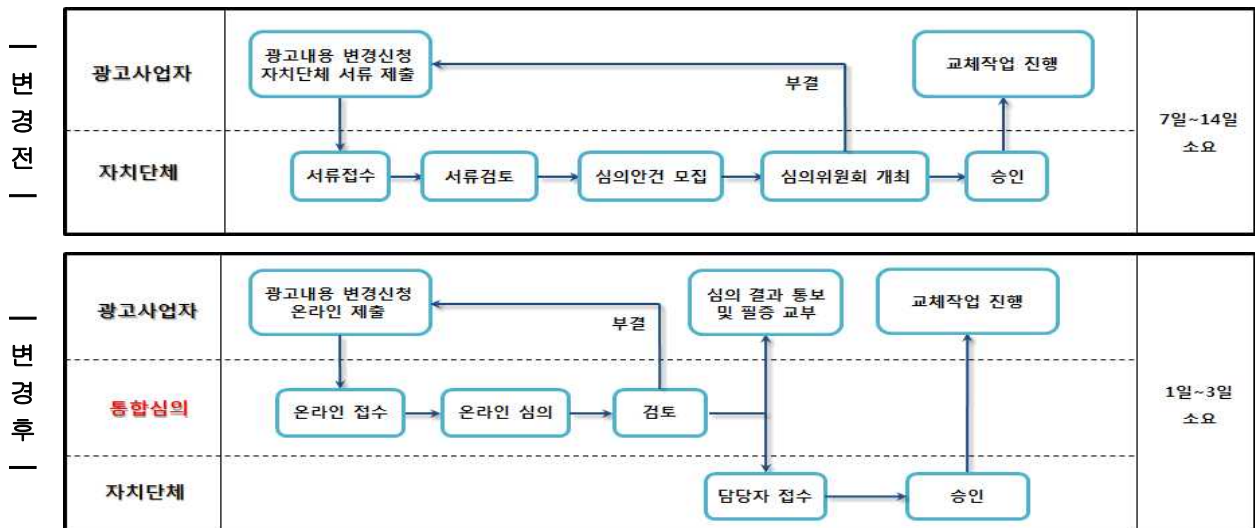 변경전
광고사업자
광고내용 변경신청
자치단체 서류 제출
부결
교체작업 진행
7일~14일
소요
자치단체
서류접수
서류검토
심의안건 모집
심의위원회 개최
승인
변경후
광고사업자
광고내용 변경신청
온라인 제출
부결
심의 결과 통보
및 필증 교부
교체작업 진행
1일~3일
소요
통합심의
온라인 접수
온라인 심의
검토
자치단체
담당자 접수
승인